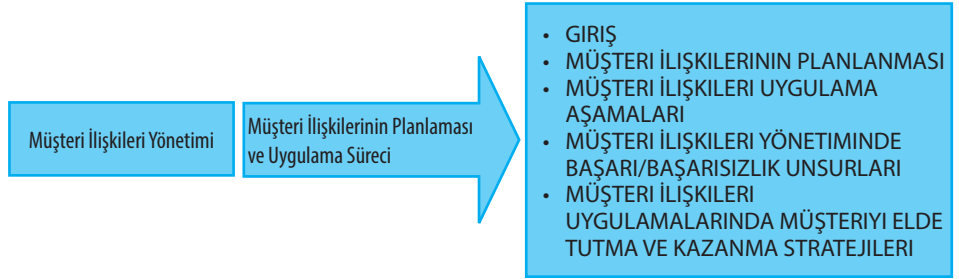 Müşteri İlişkileri Yönetimi
Müşteri İlişkilerinin Planlaması
ve Uygulama Süreci
• GIRIŞ
• MÜŞTERI İLIŞKILERININ PLANLANMASI
• MÜŞTERI İLIŞKILERI UYGULAMA
AŞAMALARI
• MÜŞTERI İLIŞKILERI YÖNETIMINDE
BAŞARI/BAŞARISIZLIK UNSURLARI
• MÜŞTERI İLIŞKILERI
UYGULAMALARINDA MÜŞTERIYI ELDE
TUTMA VE KAZANMA STRATEJILERI